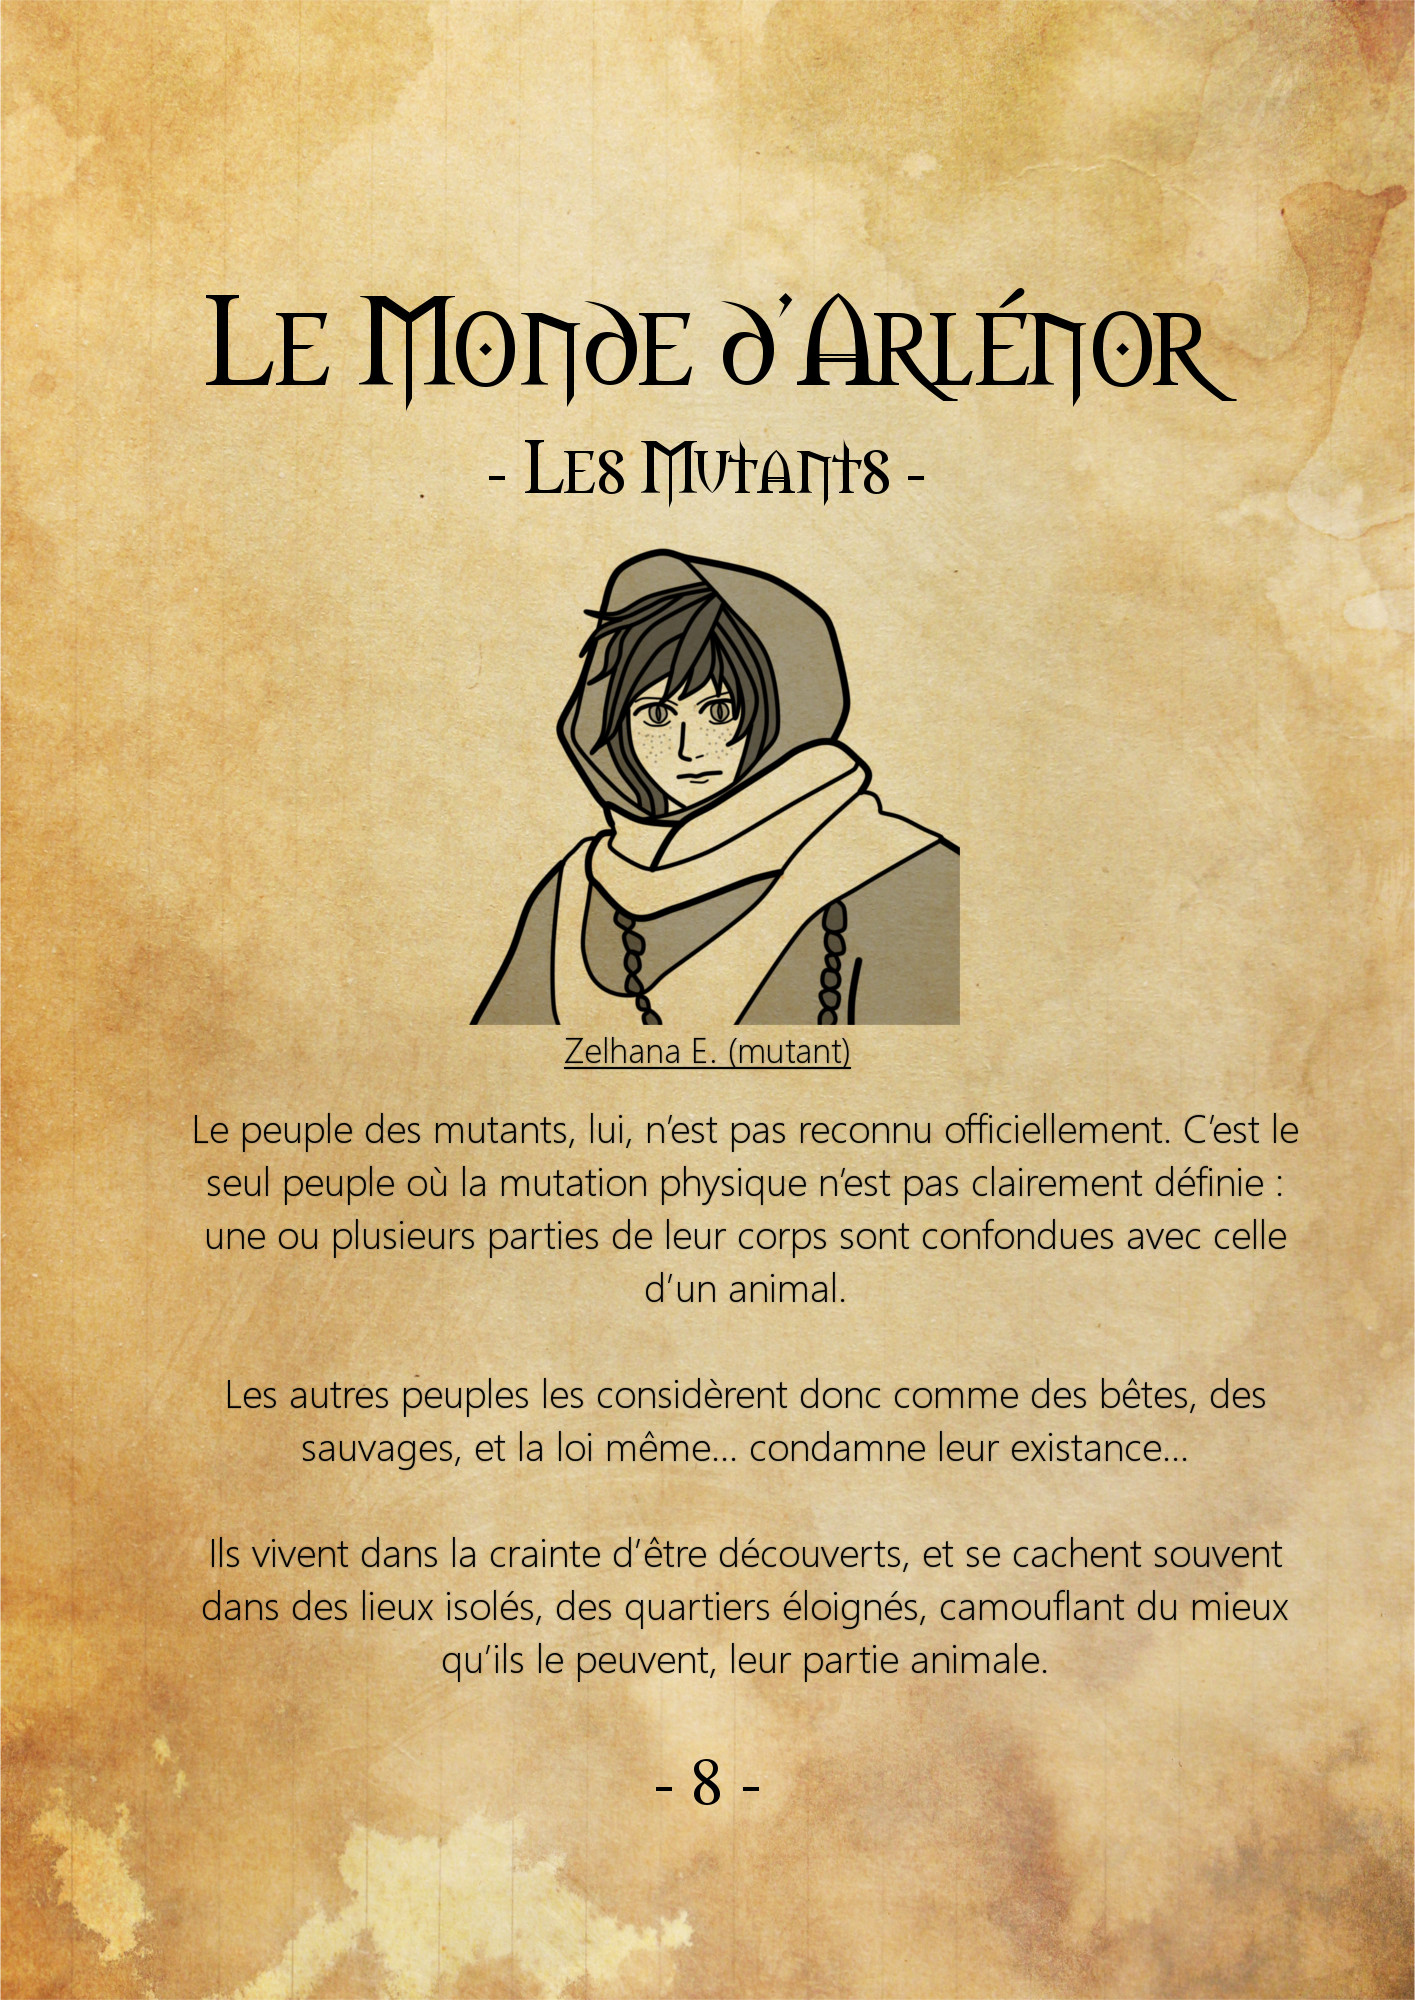 Le Monde d'Arlénor
- Les Mutants -
Zelhana E. (mutant)
Le peuple des mutants, lui, n'est pas reconnu officiellement. C'est le
seul peuple où la mutation physique n'est pas clairement définie :
une ou plusieurs parties de leur corps sont confondues avec celle
d'un animal.
Les autres peuples les considèrent donc comme des bêtes, des
sauvages, et la loi même... condamne leur existance...
Ils vivent dans la crainte d'être découverts, et se cachent souvent
dans des lieux isolés, des quartiers éloignés, camouflant du mieux
qu'ils le peuvent, leur partie animale.
- 8 -